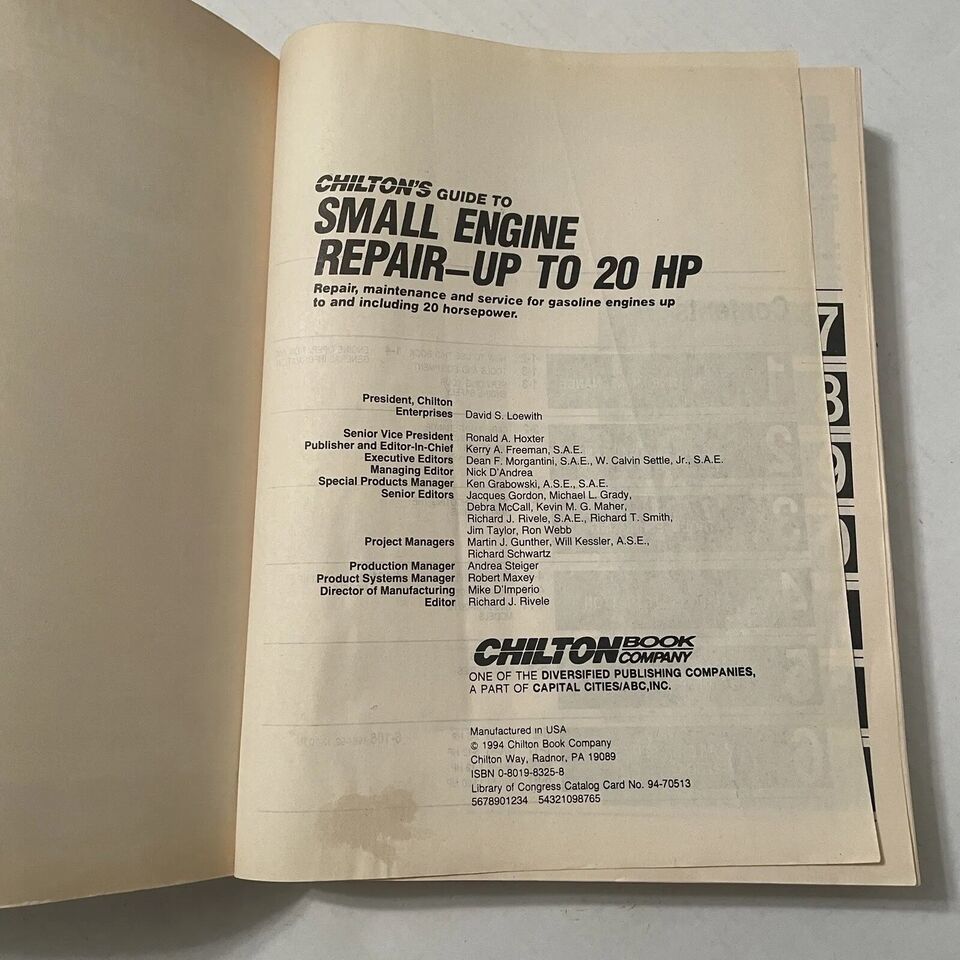 CHILTON'S GUIDE TO
SMALL ENGINE
REPAIR–UP TO 20 HP
Repair, maintenance and service for gasoline engines up
to and including 20 horsepower.
President, Chilton
Enterprises David S. Loewith
Senior Vice President Ronald A. Hoxter
Publisher and Editor-In-Chief Kerry A. Freeman, S.A.E.
Executive Editors Dean F. Morgantini, S.A.E., W. Calvin Settle, Jr., S.A.E.
Managing Editor Nick D'Andrea
Special Products Manager Ken Grabowski, A.S.E., S.A.E.
Senior Editors Jacques Gordon, Michael L. Grady,
Debra McCall, Kevin M. G. Maher,
Richard J. Rivele, S.A.E., Richard T. Smith,
Jim Taylor, Ron Webb
Project Managers Martin J. Gunther, Will Kessler, A.S.E.,
Richard Schwartz
Production Manager Andrea Steiger
Product Systems Manager Robert Maxey
Director of Manufacturing Mike D'Imperio
Editor Richard J. Rivele
CHILTON BOOK
COMPANY
ONE OF THE DIVERSIFIED PUBLISHING COMPANIES,
A PART OF CAPITAL CITIES/ABC,INC.
Manufactured in USA
© 1994 Chilton Book Company
Chilton Way, Radnor, PA 19089
ISBN 0-8019-8325-8
Library of Congress Catalog Card No. 94-70513
5678901234 54321098765
7
8
9